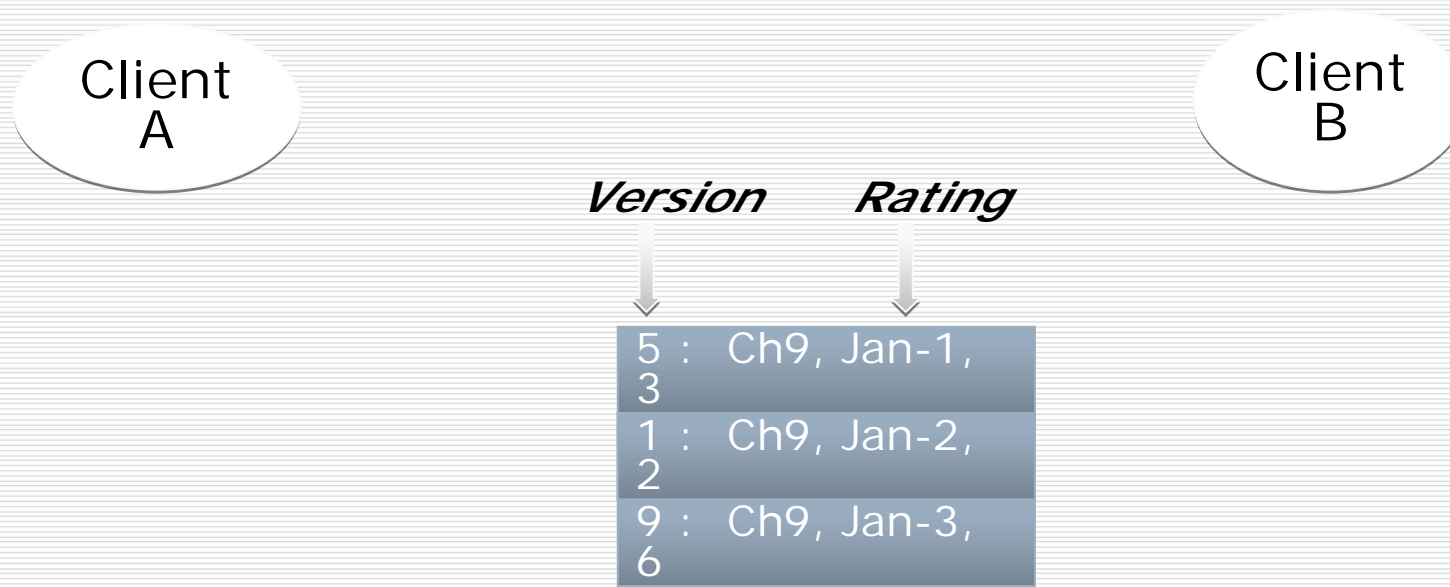 Client
A
Client
B
Version Rating
5 : Ch9, Jan-1,
3
1 : Ch9, Jan-2,
2
9 : Ch9, Jan-3,
6